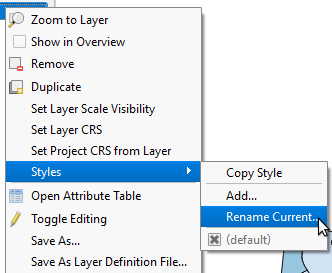 Zoom to Layer
Show in Overview
Remove
Duplicate
Set Layer Scale Visibility
Set Layer CRS
Set Project CRS from Layer
Styles
Copy Style
Open Attribute Table
Add...
Toggle Editing
Rename Current...
Save As...
(default)
Save As Layer Definition File...